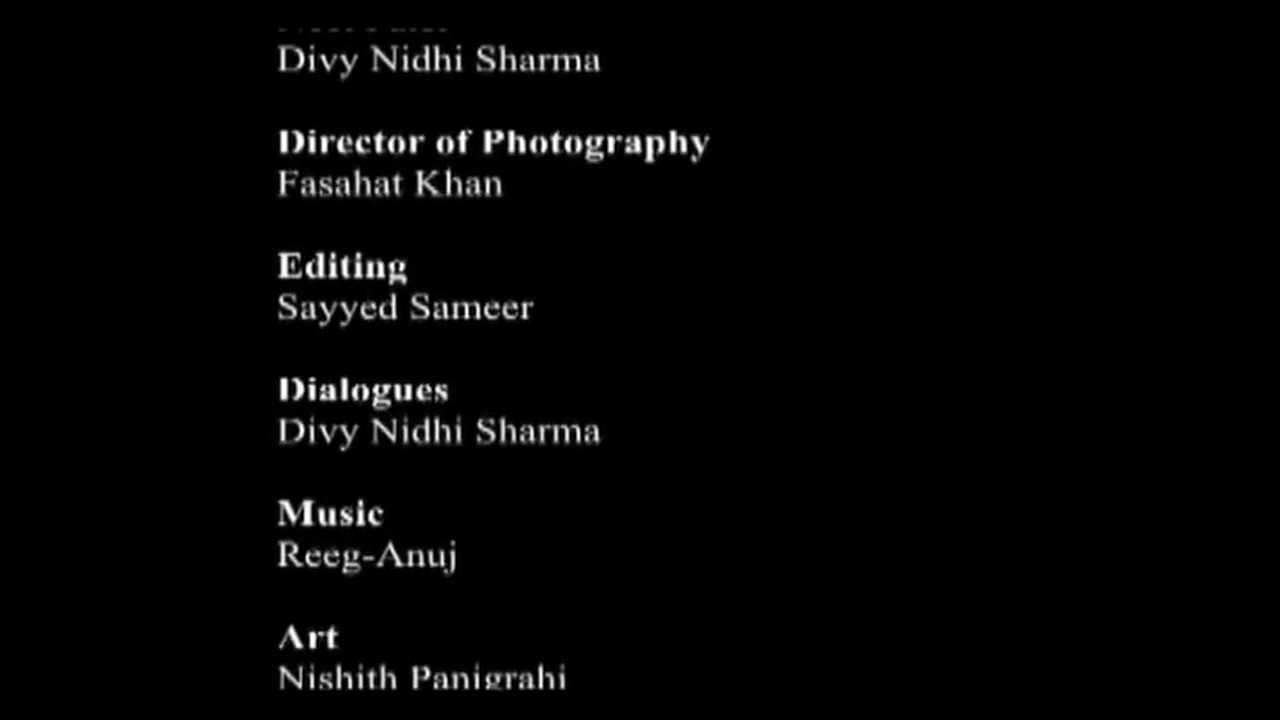 Divy Nidhi Sharma
Director of Photography
Fasahat Khan
Editing
Sayyed Sameer
Dialogues
Divy Nidhi Sharma
Music
Reeg-Anuj
Art
Nishith Panigrahi